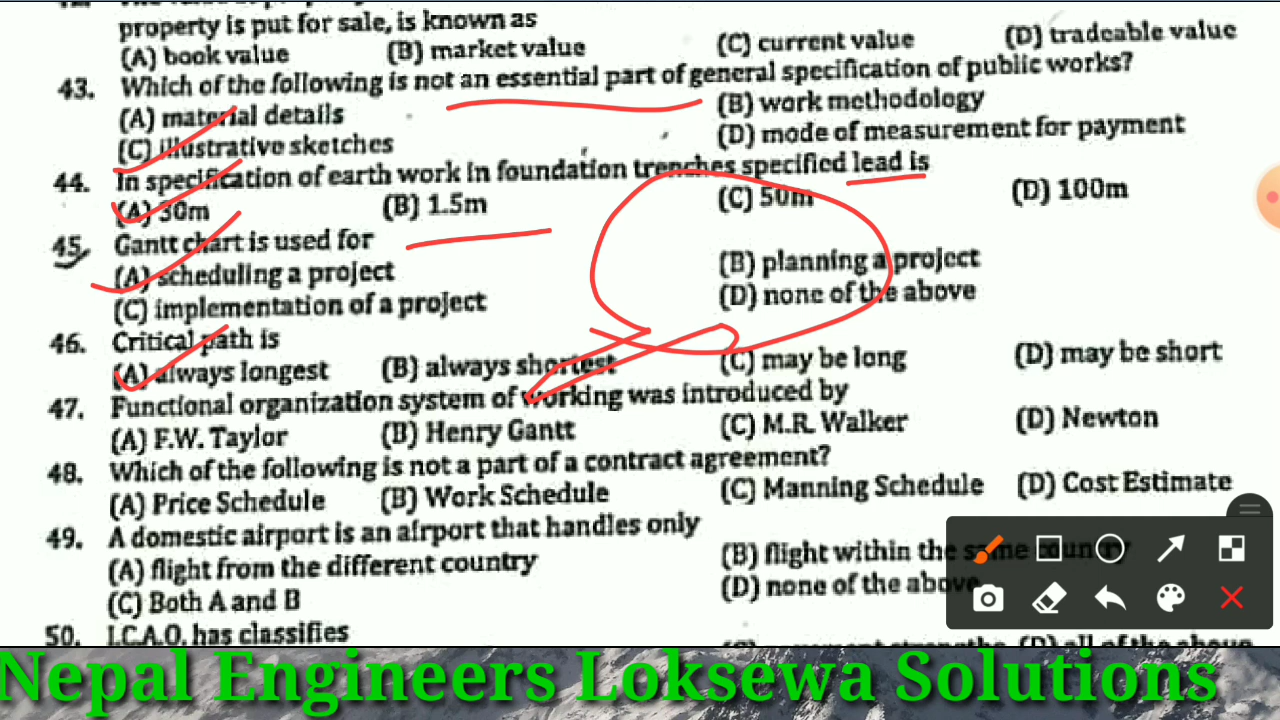 property is put for sale, is known as
(A) book value (B) market value (C) current value (D) tradeable value
43. Which of the following is not an essential part of general specification of public works?
(A) material details (B) work methodology
(C) illustrative sketches (D) mode of measurement for payment
44. In specification of earth work in foundation trenches specified lead is
(A) 30m (B) 1.5m (C) 50m (D) 100m
45. Gantt chart is used for
(A) scheduling a project (B) planning a project
(C) implementation of a project (D) none of the above
46. Critical path is
(A) always longest (B) always shortest (C) may be long (D) may be short
47. Functional organization system of working was introduced by
(A) F.W. Taylor (B) Henry Gantt (C) M.R. Walker (D) Newton
48. Which of the following is not a part of a contract agreement?
(A) Price Schedule (B) Work Schedule (C) Manning Schedule (D) Cost Estimate
49. A domestic airport is an airport that handles only
(A) flight from the different country (B) flight within the same country
(C) Both A and B (D) none of the above
50. I.C.A.O. has classifies
(D) all of the above
Nepal Engineers Loksewa Solutions